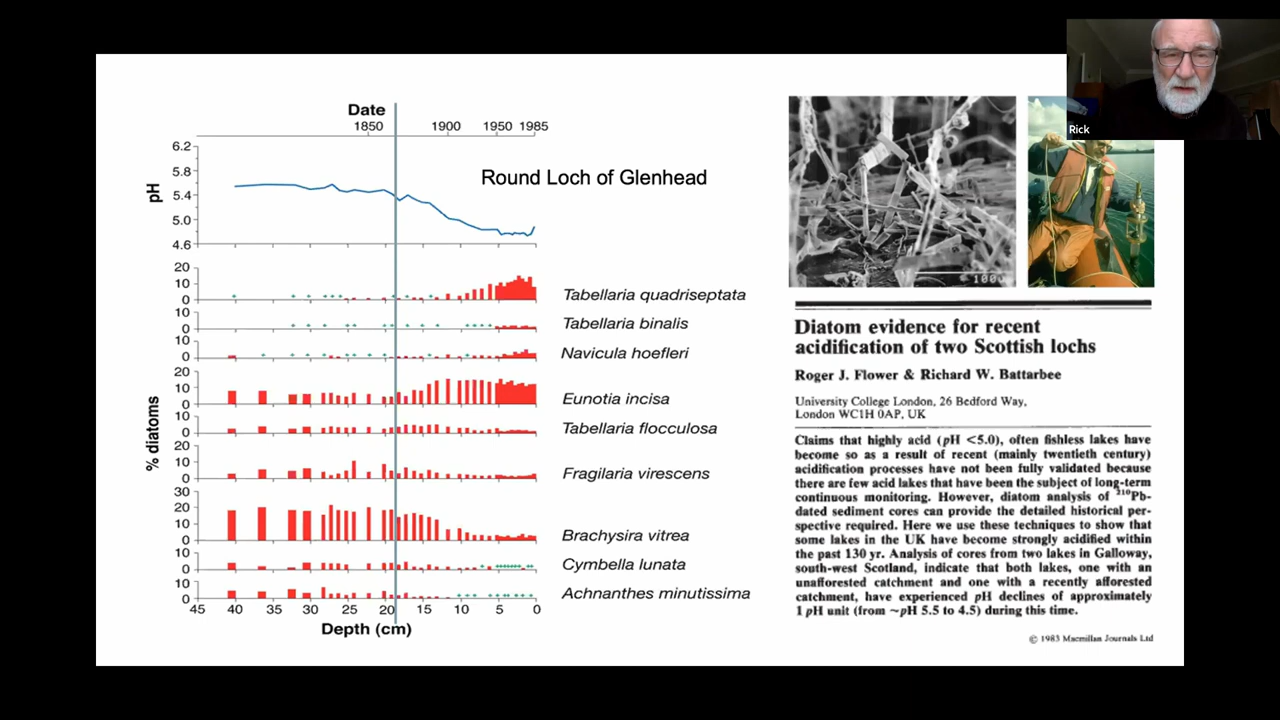 Date
1850 1900 1950 1985
6.2
5.8
5.4
5.0
4.6
pH
Round Loch of Glenhead
20
10
0
Tabellaria quadriseptata
10
0
Tabellaria binalis
10
0
Navicula hoefleri
20
10
0
Eunotia incisa
10
0
Tabellaria flocculosa
20
10
0
Fragilaria virescens
30
20
10
0
Brachysira vitrea
10
0
Cymbella lunata
10
0
Achnanthes minutissima
% diatoms
45 40 35 30 25 20 15 10 5 0
Depth (cm)
100
Rick
Diatom evidence for recent
acidification of two Scottish lochs
Roger J. Flower & Richard W. Battarbee
University College London, 26 Bedford Way,
London WC1H 0AP, UK
Claims that highly acid (pH <5.0), often fishless lakes have
become so as a result of recent (mainly twentieth century)
acidification processes have not been fully validated because
there are few acid lakes that have been the subject of long-term
continuous monitoring. However, diatom analysis of ²¹⁰Pb-
dated sediment cores can provide the detailed historical per-
spective required. Here we use these techniques to show that
some lakes in the UK have become strongly acidified within
the past 130 yr. Analysis of cores from two lakes in Galloway,
south-west Scotland, indicate that both lakes, one with an
unafforested catchment and one with a recently afforested
catchment, have experienced pH declines of approximately
1 pH unit (from ~pH 5.5 to 4.5) during this time.
© 1983 Macmillan Journals Ltd